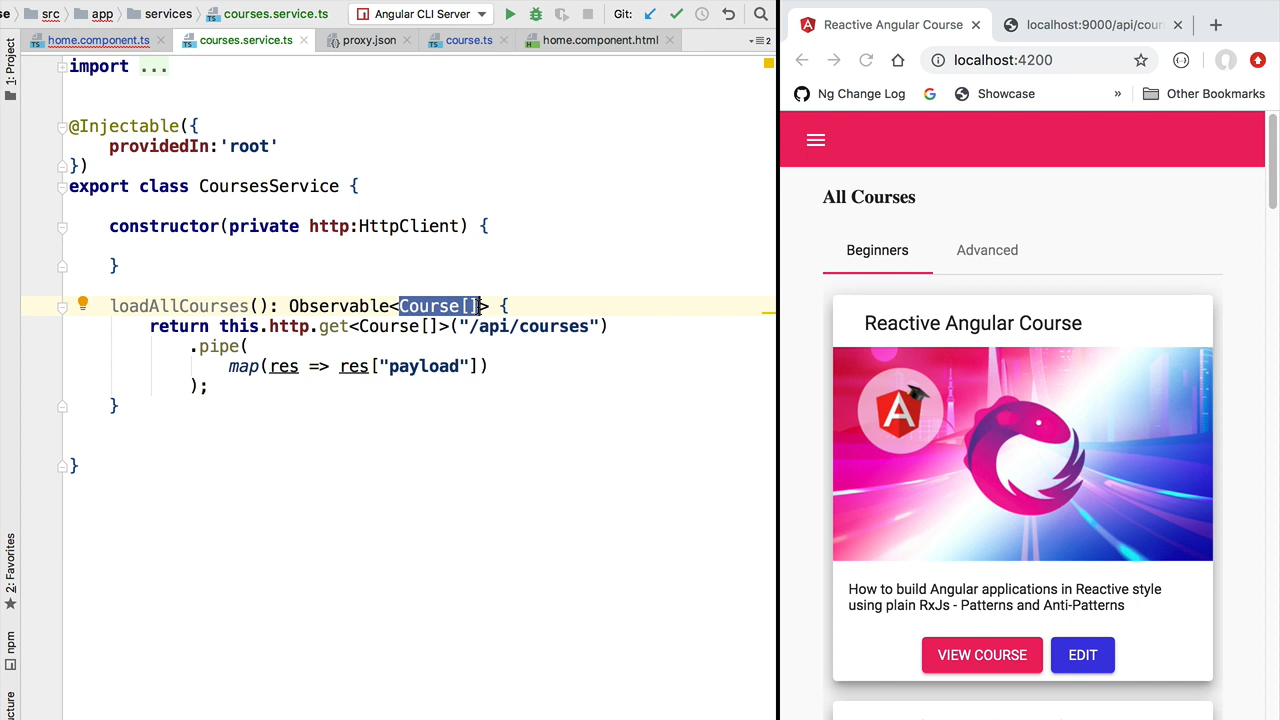 se src app services courses.service.ts Angular CLI Server Git:
home.component.ts courses.service.ts proxy.json course.ts home.component.html 2
1: Project
import ...
@Injectable({
providedIn:'root'
})
export class CoursesService {
constructor(private http:HttpClient) {
}
loadAllCourses(): Observable<Course[]> {
return this.http.get<Course[]>("/api/courses")
.pipe(
map(res => res["payload"])
);
}
}
2: Favorites
npm
Reactive Angular Course localhost:9000/api/cour
localhost:4200
Ng Change Log Showcase » Other Bookmarks
All Courses
Beginners Advanced
Reactive Angular Course
How to build Angular applications in Reactive style
using plain RxJs - Patterns and Anti-Patterns
VIEW COURSE EDIT